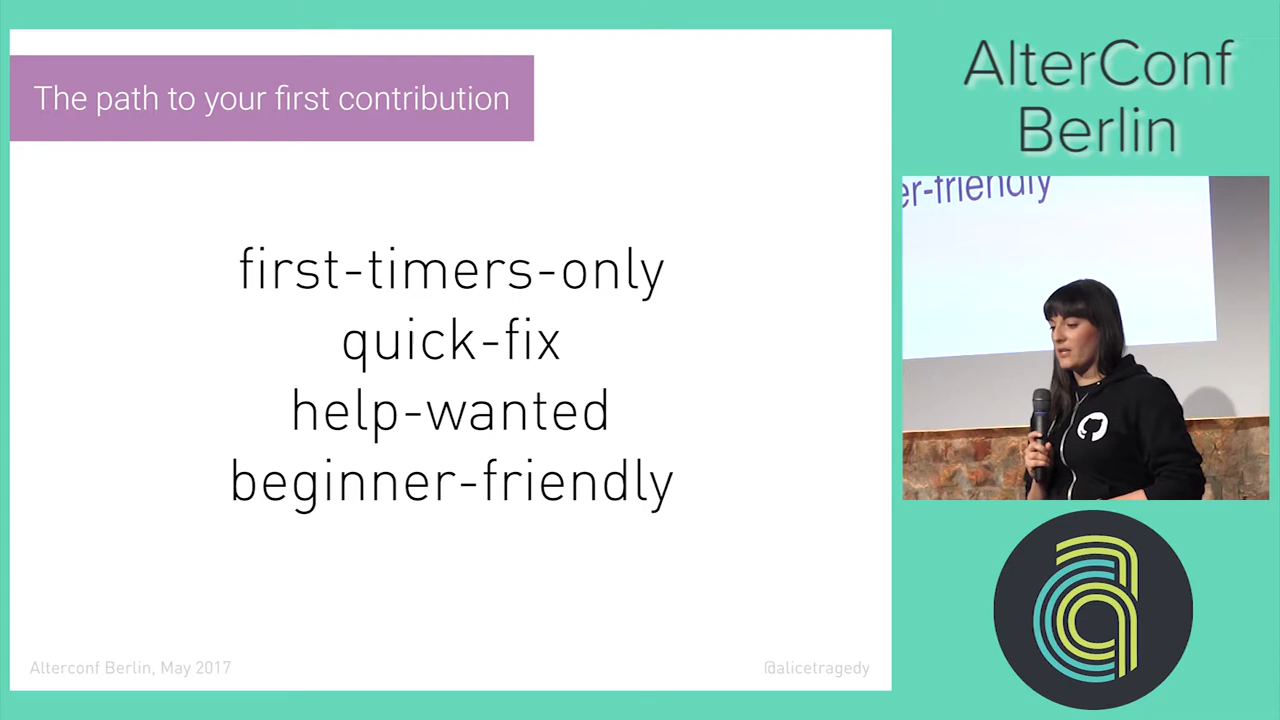 The path to your first contribution
first-timers-only
quick-fix
help-wanted
beginner-friendly
Alterconf Berlin, May 2017
@alicetragedy
AlterConf
Berlin
er-friendly